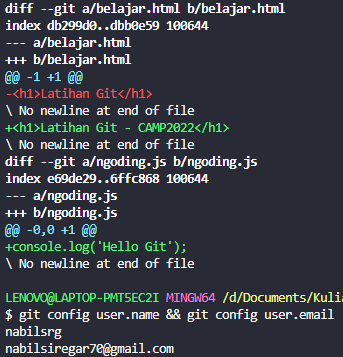 diff --git a/belajar.html b/belajar.html
index db299d0..dbb0e59 100644
--- a/belajar.html
+++ b/belajar.html
@@ -1 +1 @@
-<h1>Latihan Git</h1>
\ No newline at end of file
+<h1>Latihan Git - CAMP2022</h1>
\ No newline at end of file
diff --git a/ngoding.js b/ngoding.js
index e69de29..6ffc868 100644
--- a/ngoding.js
+++ b/ngoding.js
@@ -0,0 +1 @@
+console.log('Hello Git');
\ No newline at end of file

LENOVO@LAPTOP-PMT5EC2I MINGW64 /d/Documents/Kulia
$ git config user.name && git config user.email
nabilsrg
nabilsiregar70@gmail.com